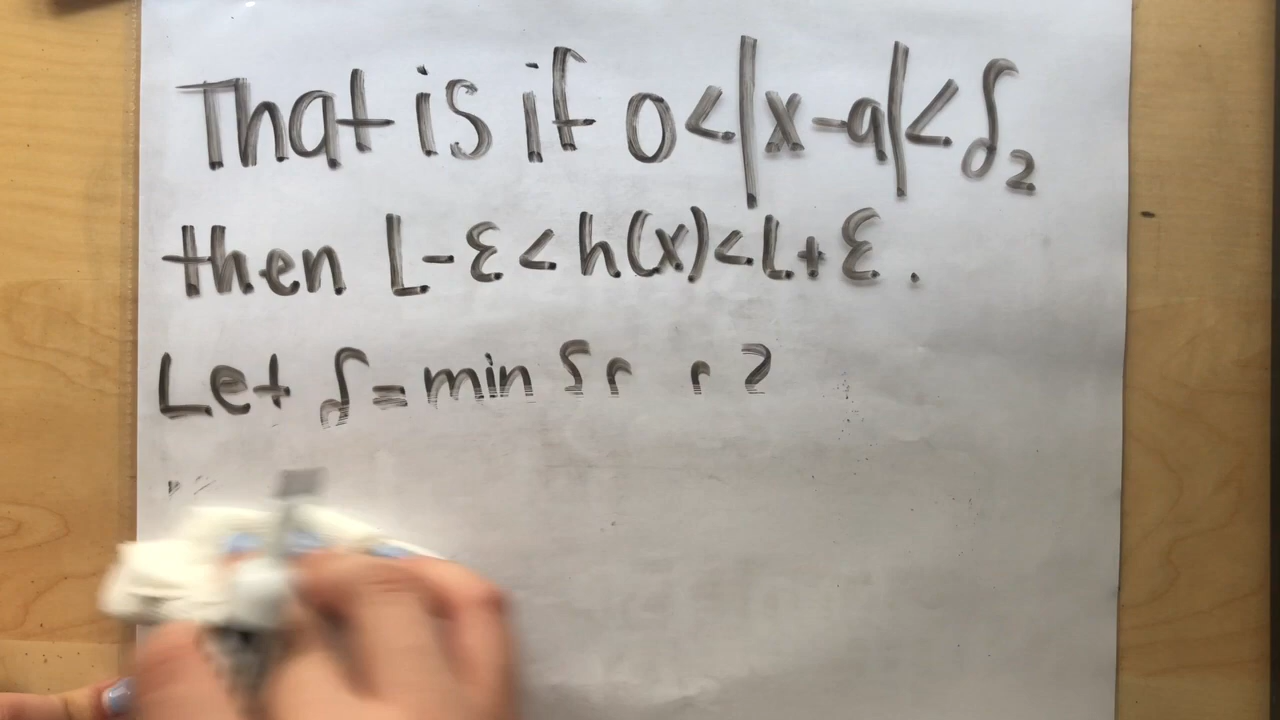 That is if 0<|x-a|<δ₂
then L-ε<h(x)<L+ε.
Let δ=min